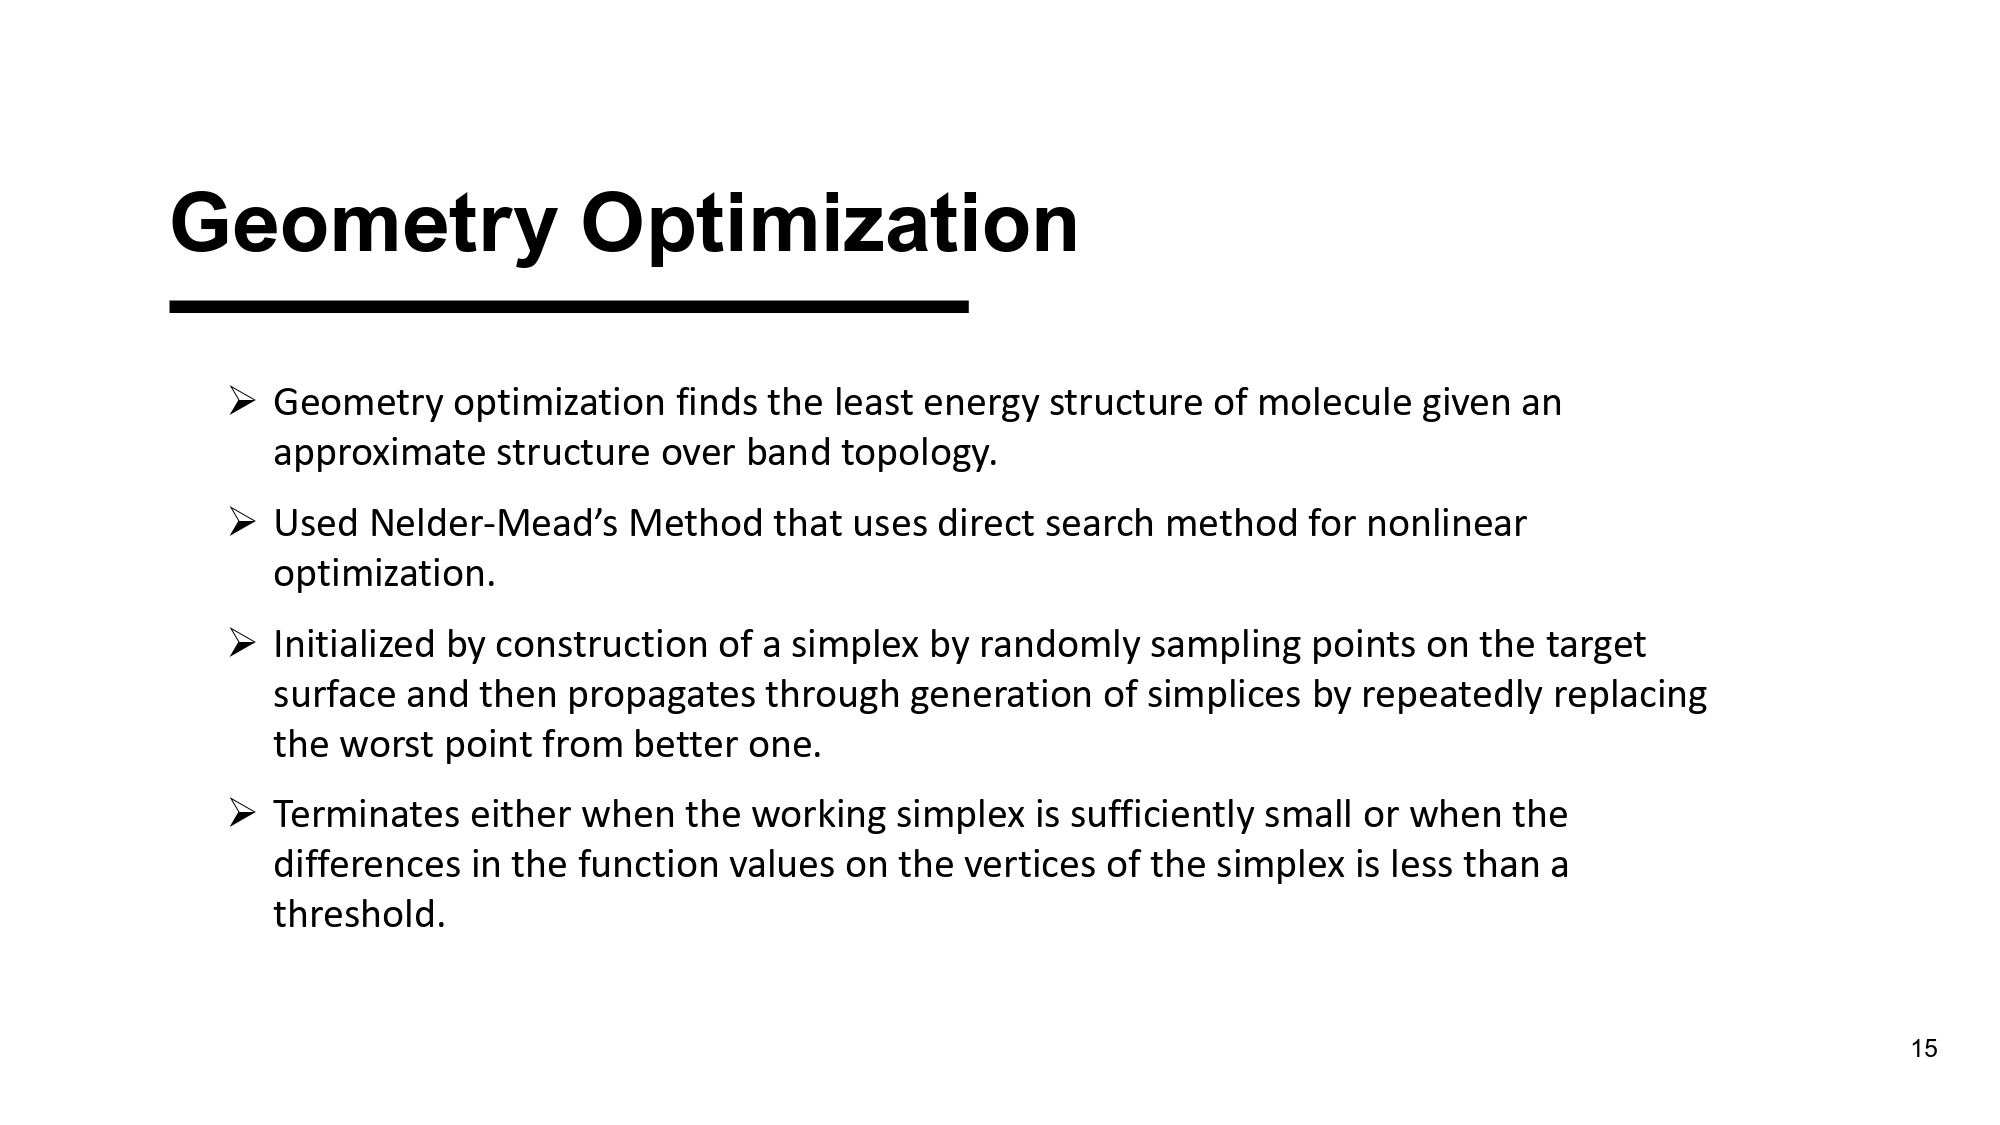 Geometry Optimization
➢ Geometry optimization finds the least energy structure of molecule given an
approximate structure over band topology.
➢ Used Nelder-Mead’s Method that uses direct search method for nonlinear
optimization.
➢ Initialized by construction of a simplex by randomly sampling points on the target
surface and then propagates through generation of simplices by repeatedly replacing
the worst point from better one.
➢ Terminates either when the working simplex is sufficiently small or when the
differences in the function values on the vertices of the simplex is less than a
threshold.
15